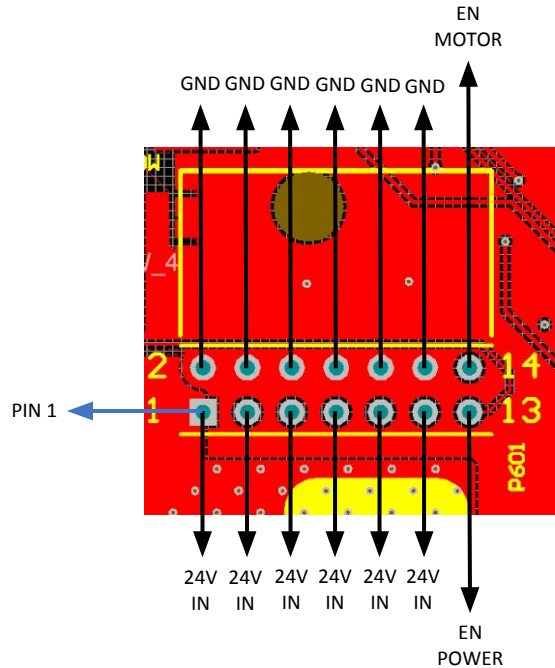 EN
MOTOR
GND GND GND GND GND GND
V_4
2 14
PIN 1
1 13
P601
24V 24V 24V 24V 24V 24V
IN IN IN IN IN IN
EN
POWER